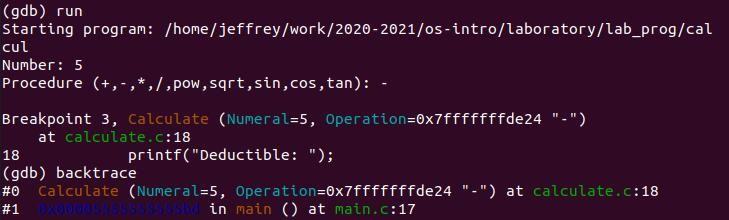 (gdb) run
Starting program: /home/jeffrey/work/2020-2021/os-intro/laboratory/lab_prog/cal
cul
Number: 5
Procedure (+,-,*,/,pow,sqrt,sin,cos,tan): -
Breakpoint 3, Calculate (Numeral=5, Operation=0x7fffffffde24 "-")
at calculate.c:18
18 printf("Deductible: ");
(gdb) backtrace
#0 Calculate (Numeral=5, Operation=0x7fffffffde24 "-") at calculate.c:18
#1 in main () at main.c:17